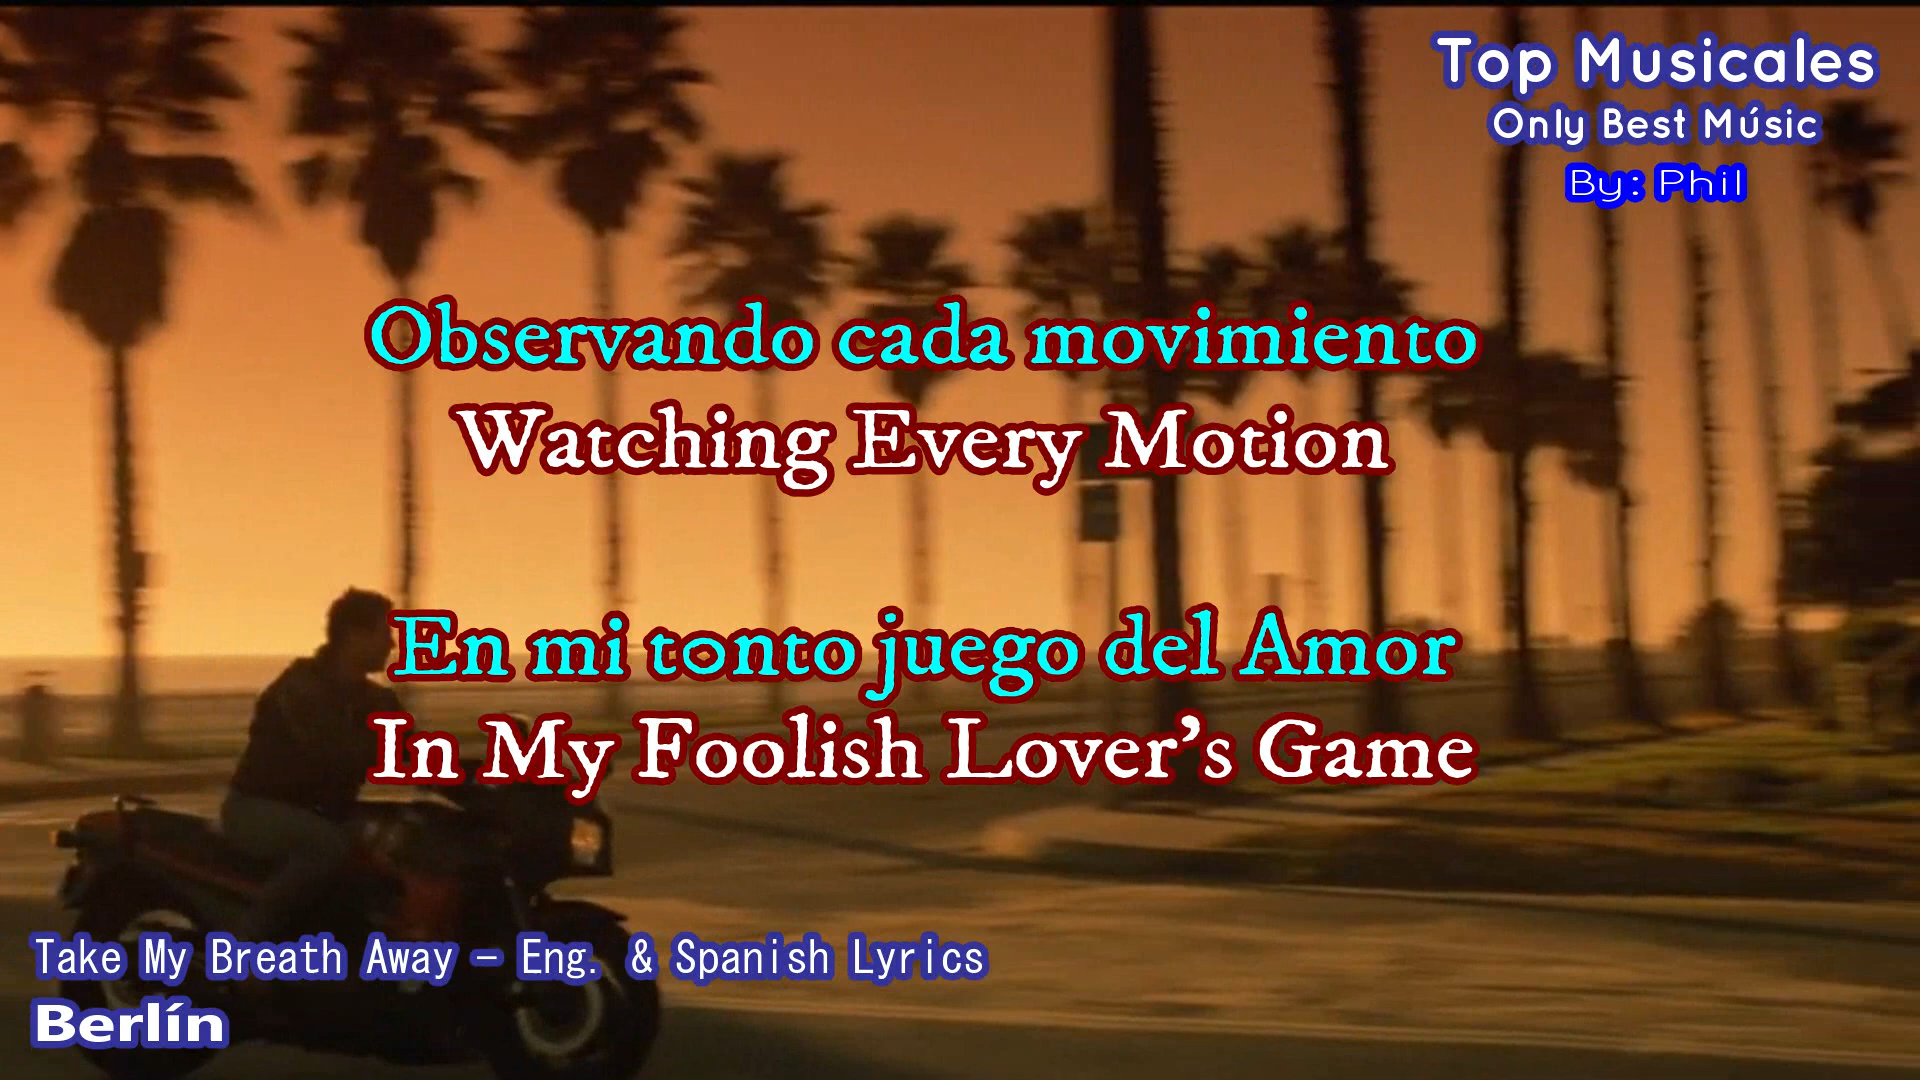 Top Musicales
Only Best Músic
By: Phil
Observando cada movimiento
Watching Every Motion
En mi tonto juego del Amor
In My Foolish Lover's Game
Take My Breath Away - Eng. & Spanish Lyrics
Berlín